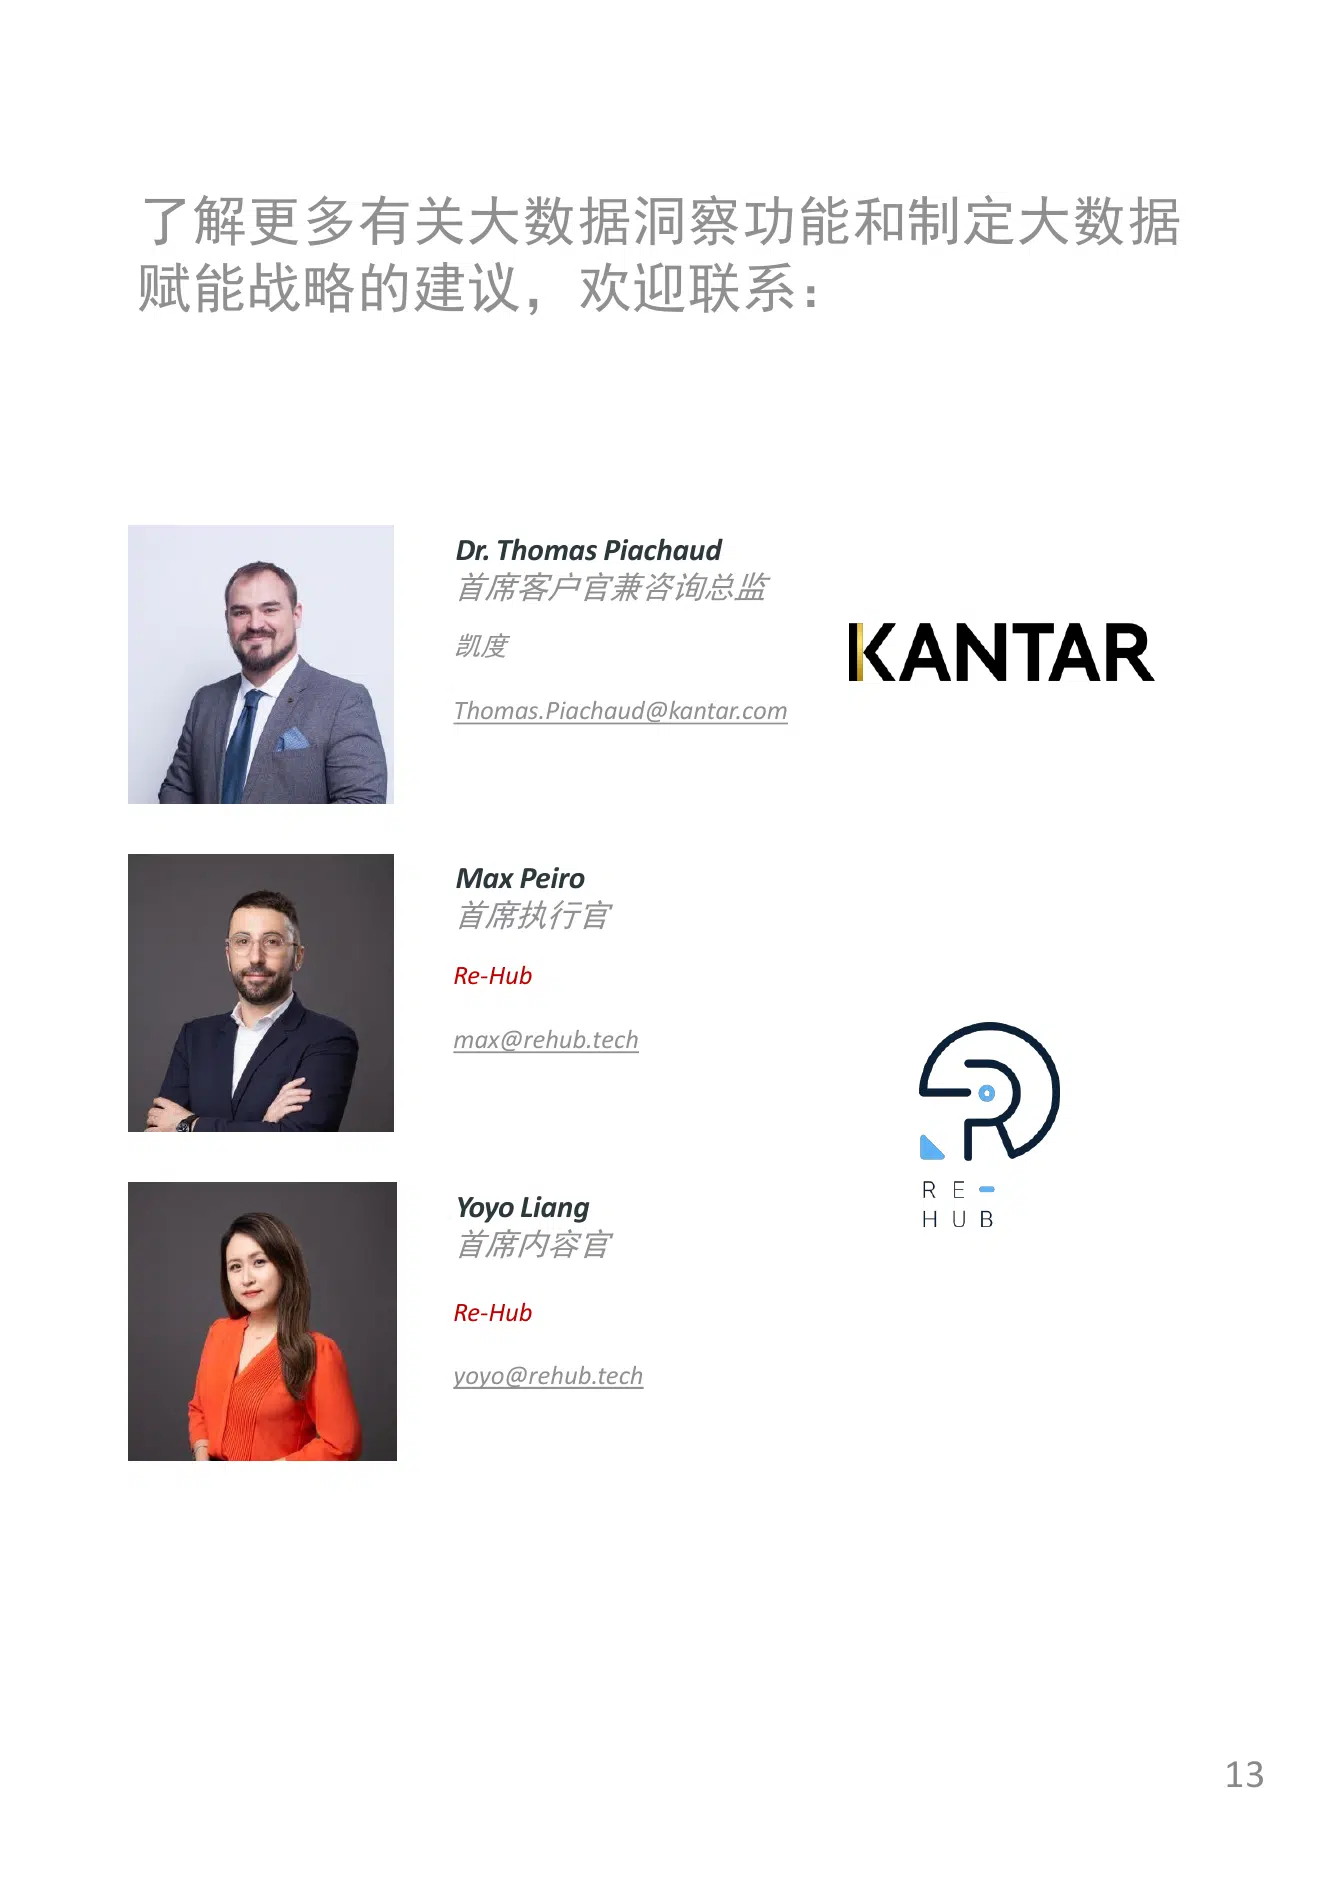 了解更多有关大数据洞察功能和制定大数据
赋能战略的建议，欢迎联系：
Dr. Thomas Piachaud
首席客户官兼咨询总监
凯度
Thomas.Piachaud@kantar.com
KANTAR
Max Peiro
首席执行官
Re-Hub
max@rehub.tech
RE-
HUB
Yoyo Liang
首席内容官
Re-Hub
yoyo@rehub.tech
13